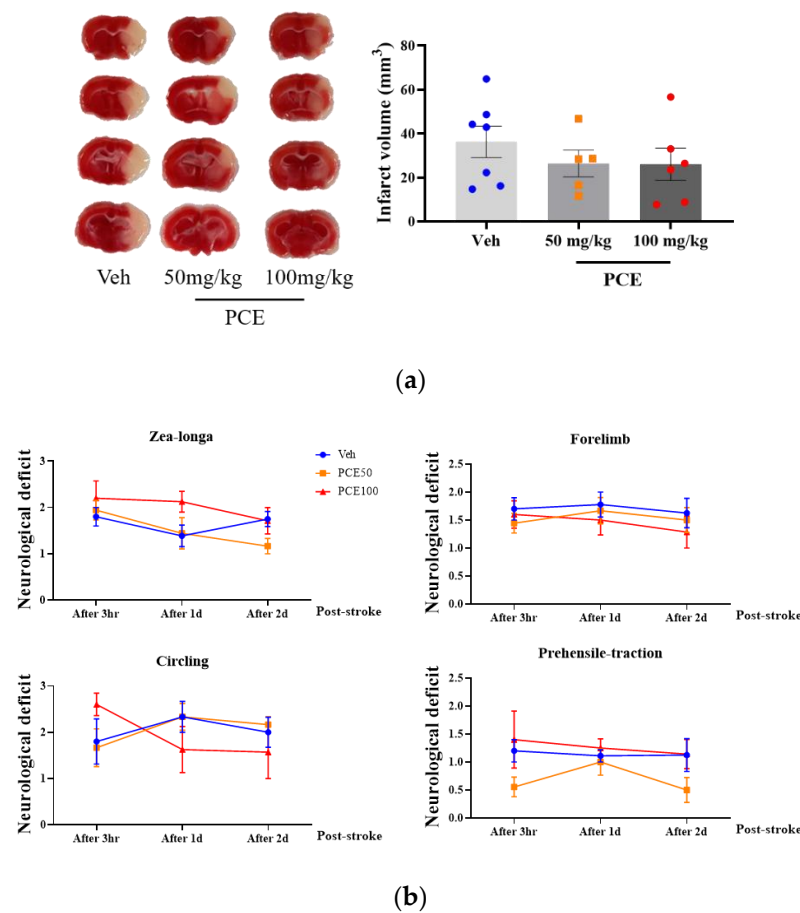 Veh 50mg/kg 100mg/kg
PCE
Infarct volume (mm³)
80
60
40
20
0
Veh 50 mg/kg 100 mg/kg
PCE
(a)
Zea-longa
Neurological deficit
3
2
1
0
After 3hr After 1d After 2d Post-stroke
Veh
PCE50
PCE100
Forelimb
Neurological deficit
2.5
2.0
1.5
1.0
0.5
0.0
After 3hr After 1d After 2d Post-stroke
Circling
Neurological deficit
3
2
1
0
After 3hr After 1d After 2d Post-stroke
Prehensile-traction
Neurological deficit
2.5
2.0
1.5
1.0
0.5
0.0
After 3hr After 1d After 2d Post-stroke
(b)